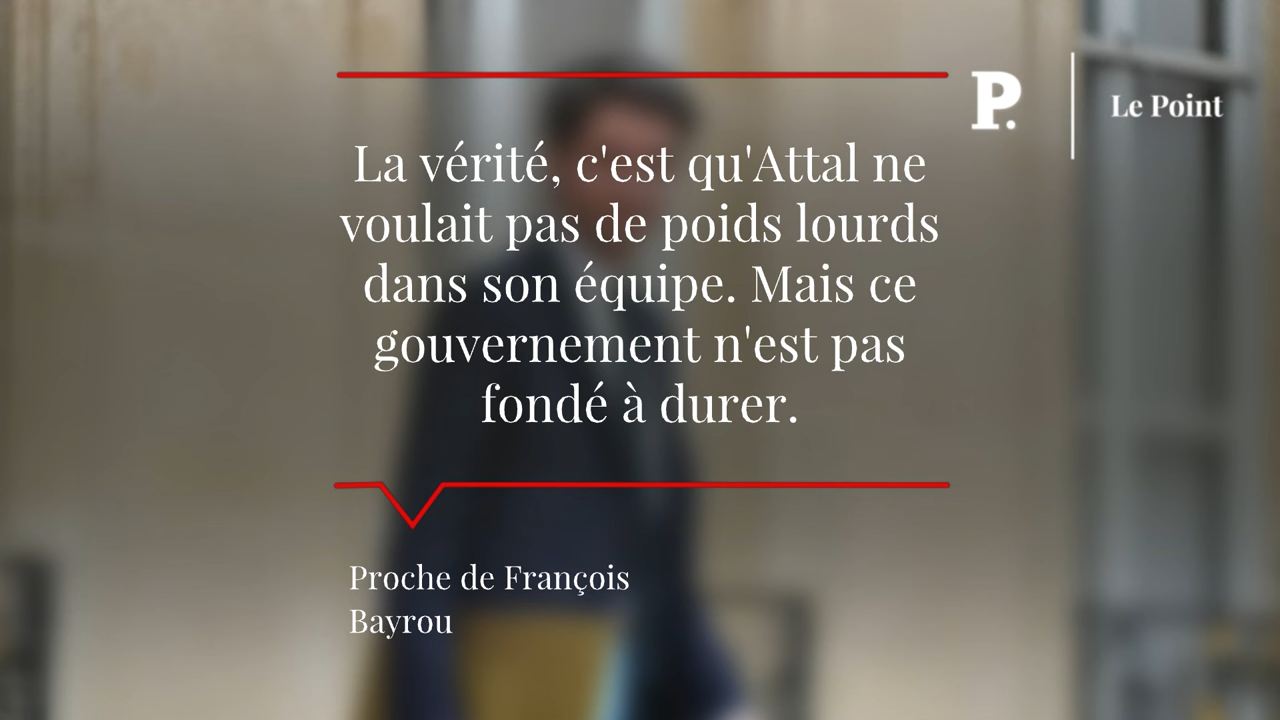 P.
Le Point
La vérité, c'est qu'Attal ne
voulait pas de poids lourds
dans son équipe. Mais ce
gouvernement n'est pas
fondé à durer.
Proche de François
Bayrou